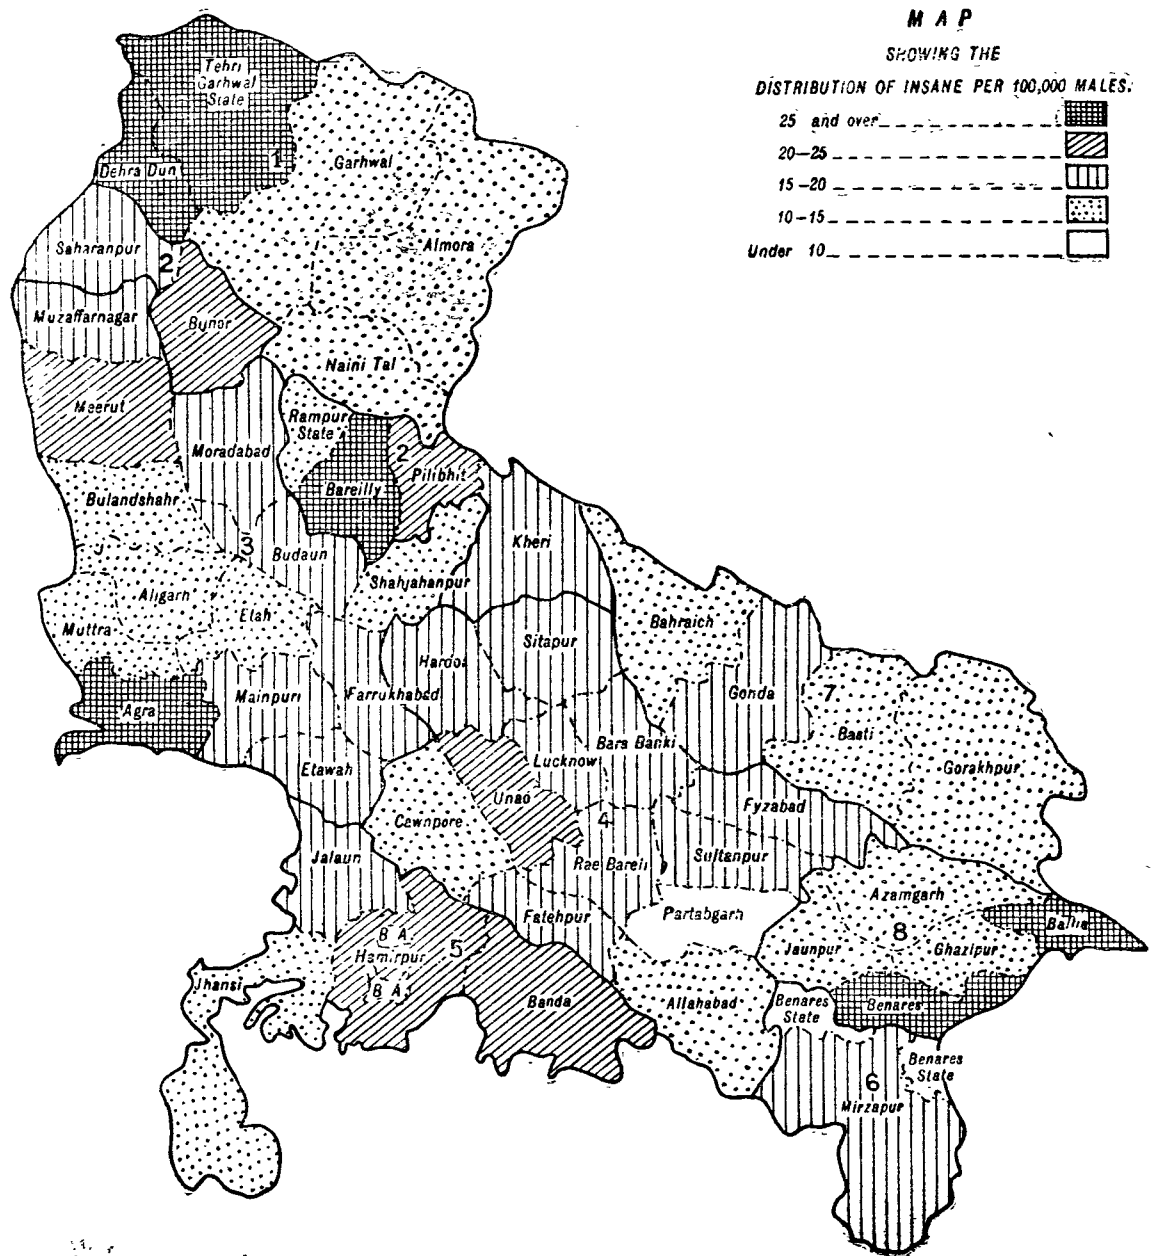 MAP
SHOWING THE
DISTRIBUTION OF INSANE PER 100,000 MALES.
25 and over
20–25
15–20
10–15
Under 10
Tehri
Garhwal
State
1
Dehra Dun
Garhwal
Saharanpur
2
Almora
Muzaffarnagar
Bijnor
Naini Tal
Meerut
Rampur
State
Moradabad
2
Pilibhit
Bareilly
Bulandshahr
3
Budaun
Kheri
Shahjahanpur
Aligarh
Etah
Muttra
Bahraich
Sitapur
Hardoi
Mainpuri
Farrukhabad
Gonda
7
Agra
Basti
Bara Banki
Lucknow
Etawah
Gorakhpur
Unao
Fyzabad
Cawnpore
4
Jalaun
Rae Bareli
Sultanpur
Azamgarh
Fatehpur
Partabgarh
Ballia
B A
8
Hamirpur
5
Jaunpur
Ghazipur
Jhansi
B A
Banda
Allahabad
Benares
State
Benares
Benares
State
6
Mirzapur